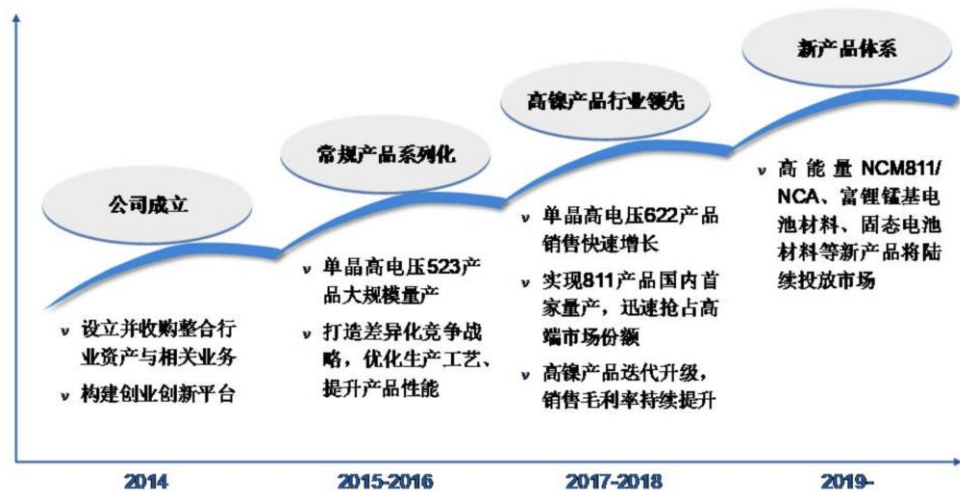 公司成立
ν 设立并收购整合行
业资产与相关业务
ν 构建创业创新平台
常规产品系列化
ν 单晶高电压523产
品大规模量产
ν 打造差异化竞争战
略，优化生产工艺、
提升产品性能
高镍产品行业领先
ν 单晶高电压622产品
销售快速增长
ν 实现811产品国内首
家量产，迅速抢占高
端市场份额
ν 高镍产品迭代升级，
销售毛利率持续提升
新产品体系
ν 高能量NCM811/
NCA、富锂锰基电
池材料、固态电池
材料等新产品将陆
续投放市场
2014
2015-2016
2017-2018
2019-